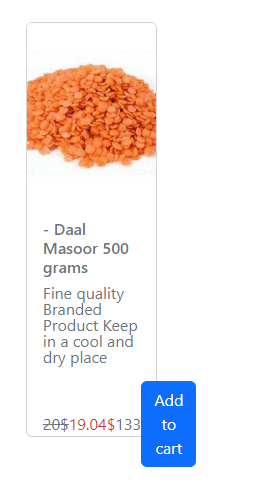 - Daal
Masoor 500
grams
Fine quality
Branded
Product Keep
in a cool and
dry place
20$19.04$133
Add
to
cart